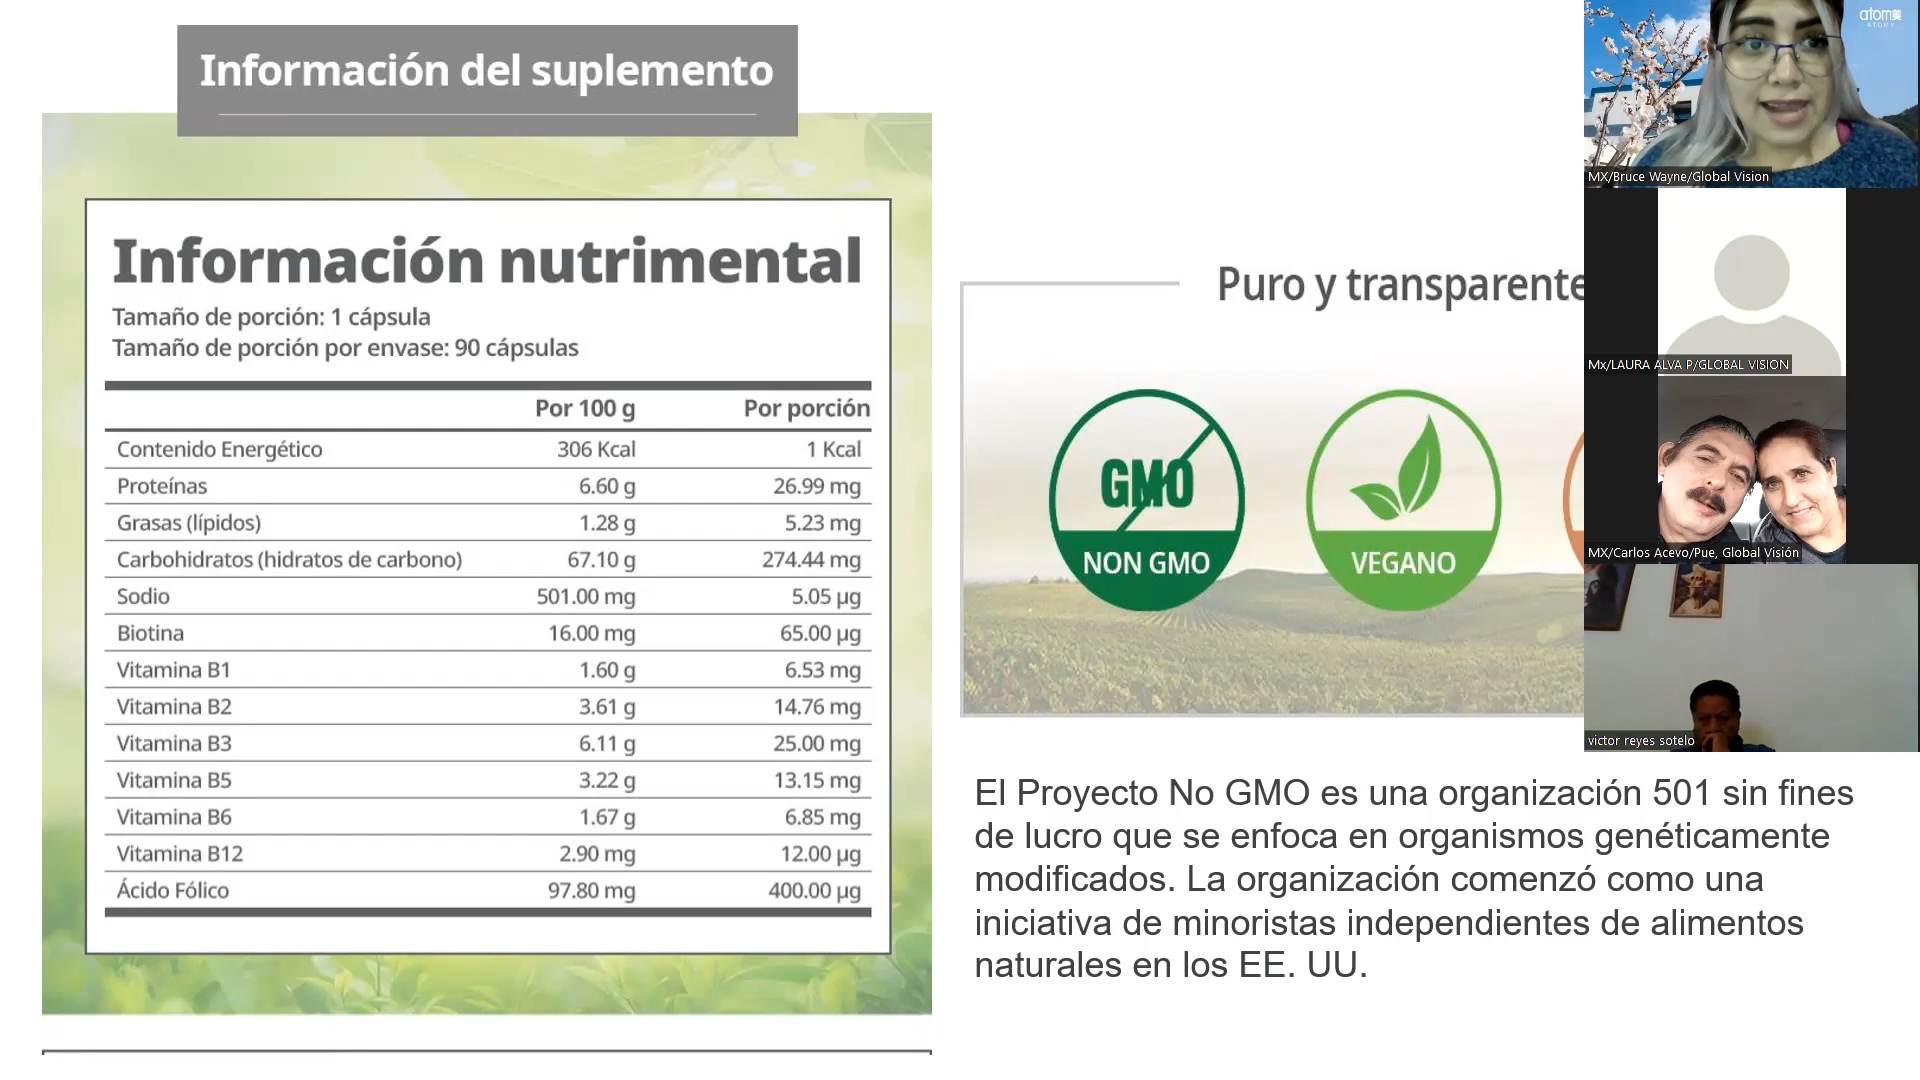 Información del suplemento
Información nutrimental
Tamaño de porción: 1 cápsula
Tamaño de porción por envase: 90 cápsulas
Por 100 g Por porción
Contenido Energético 306 Kcal 1 Kcal
Proteínas 6.60 g 26.99 mg
Grasas (lípidos) 1.28 g 5.23 mg
Carbohidratos (hidratos de carbono) 67.10 g 274.44 mg
Sodio 501.00 mg 5.05 µg
Biotina 16.00 mg 65.00 µg
Vitamina B1 1.60 g 6.53 mg
Vitamina B2 3.61 g 14.76 mg
Vitamina B3 6.11 g 25.00 mg
Vitamina B5 3.22 g 13.15 mg
Vitamina B6 1.67 g 6.85 mg
Vitamina B12 2.90 mg 12.00 µg
Ácido Fólico 97.80 mg 400.00 µg
Puro y transparente
GMO
NON GMO
VEGANO
El Proyecto No GMO es una organización 501 sin fines
de lucro que se enfoca en organismos genéticamente
modificados. La organización comenzó como una
iniciativa de minoristas independientes de alimentos
naturales en los EE. UU.
atom美
ATOMY
MX/Bruce Wayne/Global Vision
Mx/LAURA ALVA P/GLOBAL VISION
MX/Carlos Acevo/Pue, Global Visión
victor reyes sotelo